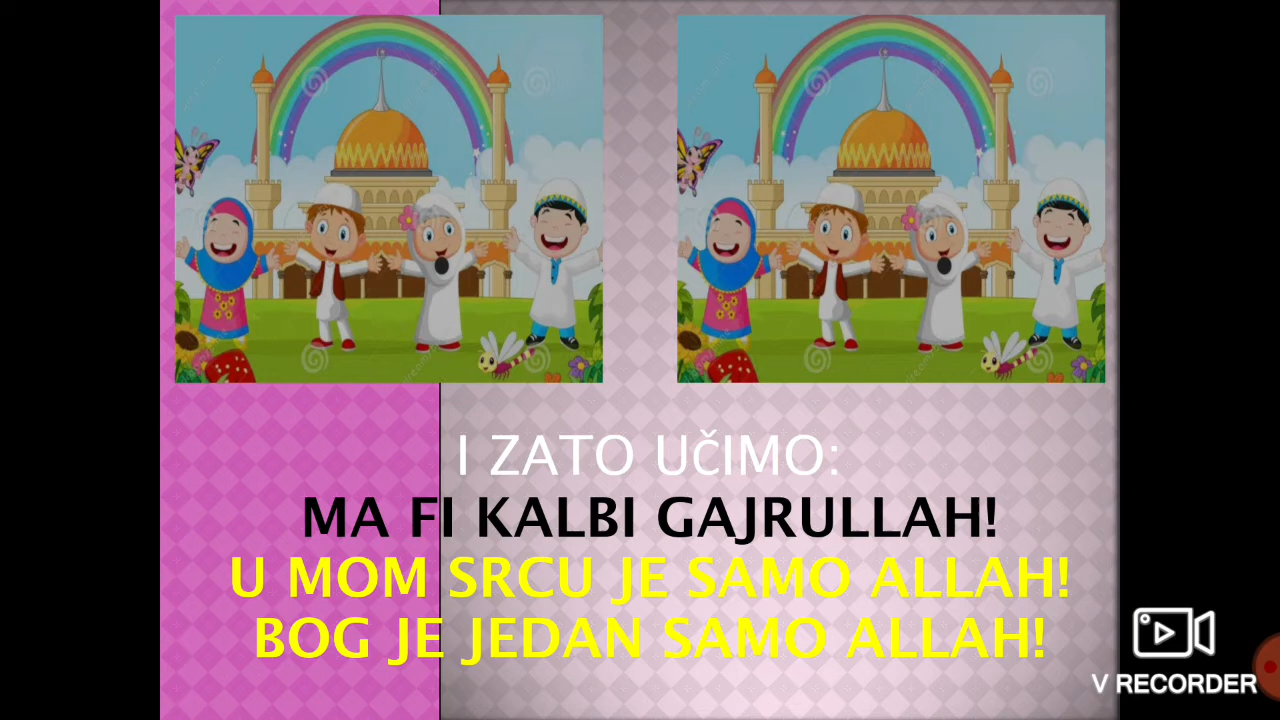 I ZATO UČIMO:
MA FI KALBI GAJRULLAH!
U MOM SRCU JE SAMO ALLAH!
BOG JE JEDAN SAMO ALLAH!
V RECORDER